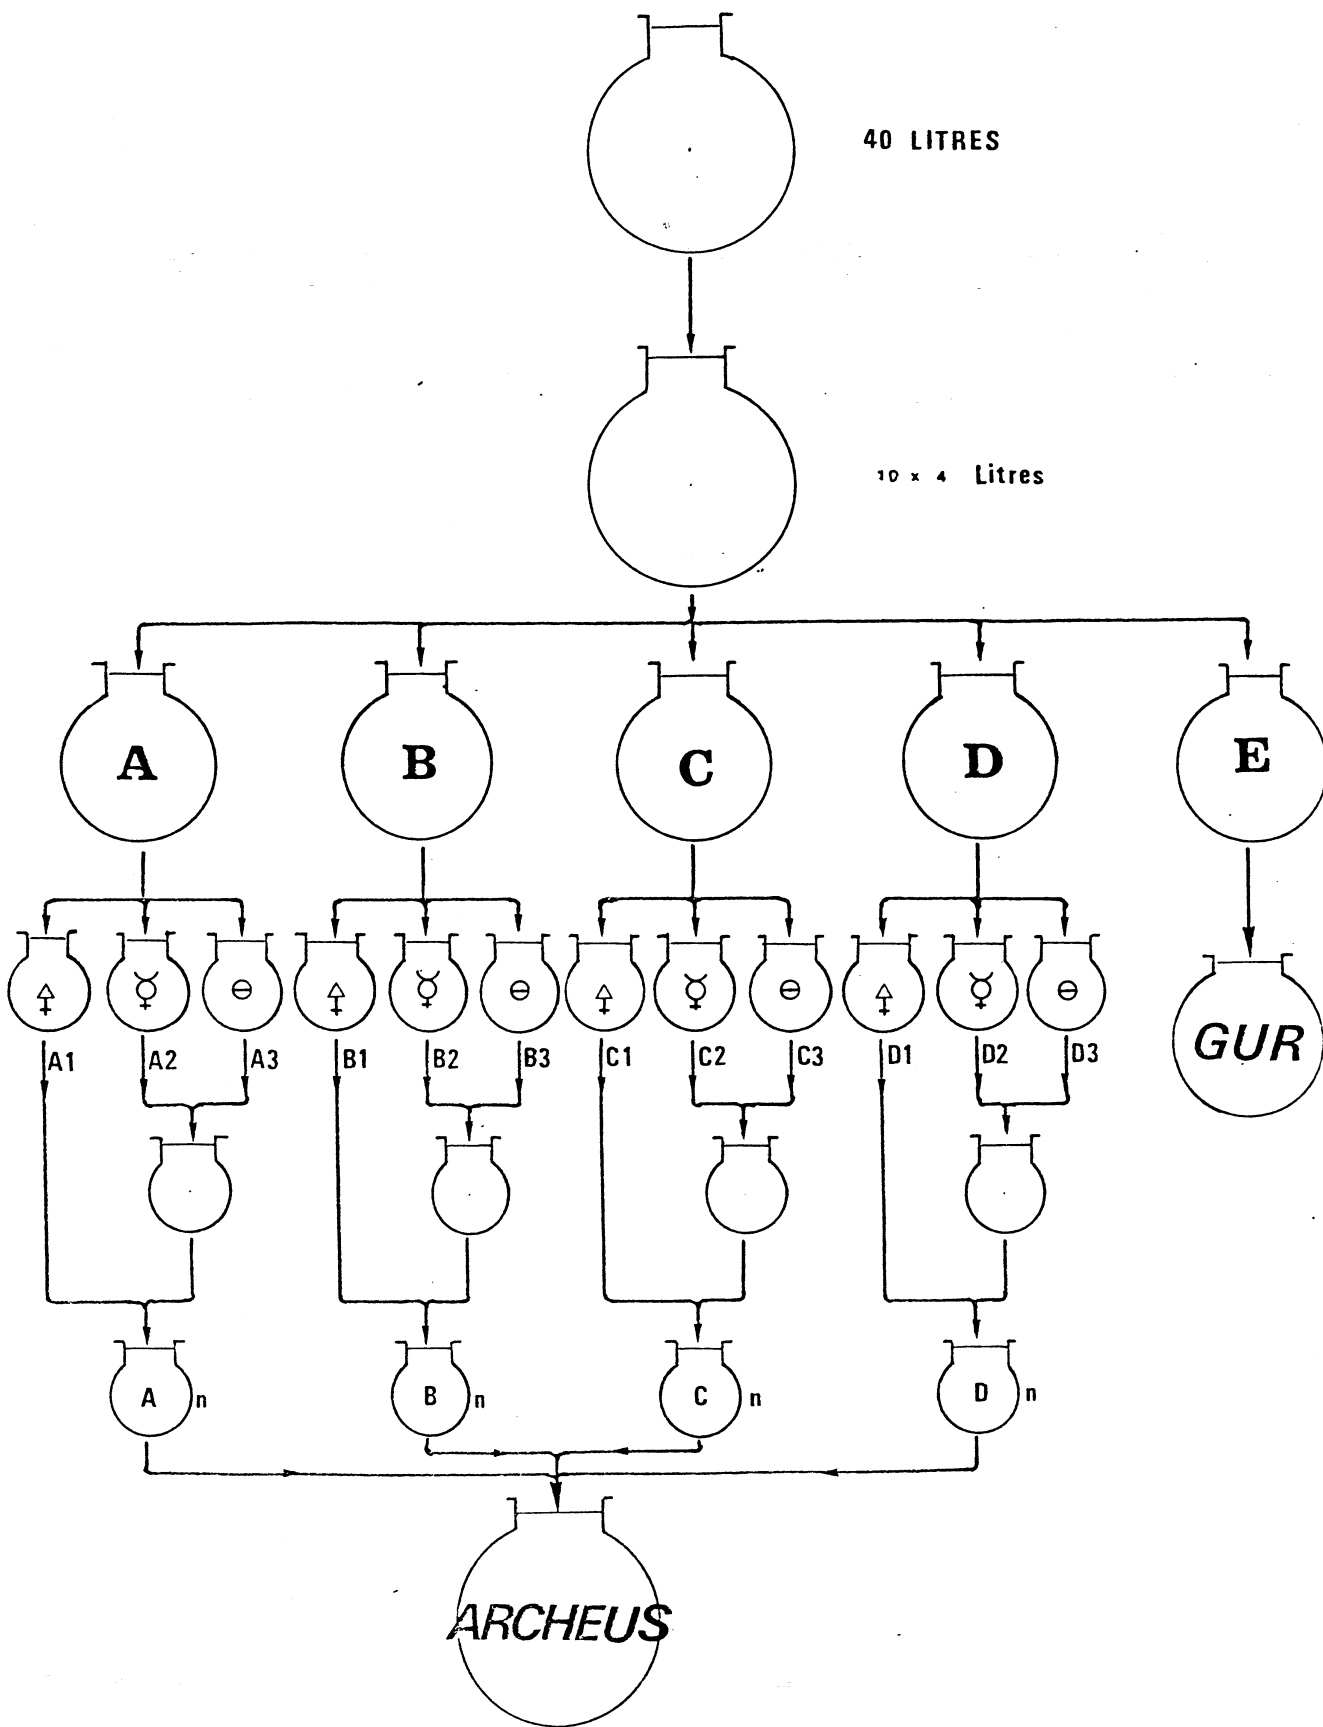 40 LITRES
10 x 4 Litres
A B C D E
🜍 ☿ 🜔 🜍 ☿ 🜔 🜍 ☿ 🜔 🜍 ☿ 🜔
GUR
A1 A2 A3 B1 B2 B3 C1 C2 C3 D1 D2 D3
A n B n C n D n
ARCHEUS